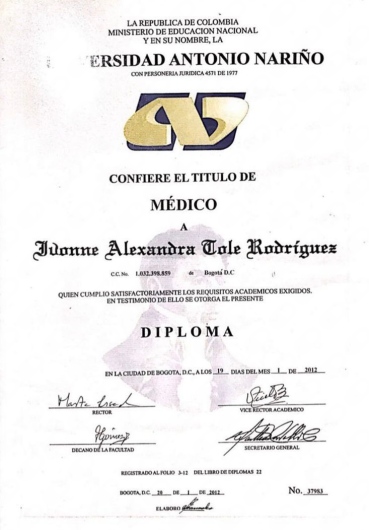 LA REPUBLICA DE COLOMBIA
MINISTERIO DE EDUCACION NACIONAL
Y EN SU NOMBRE, LA
ERSIDAD ANTONIO NARIÑO
CON PERSONERIA JURIDICA 4571 DE 1977
CONFIERE EL TITULO DE
MÉDICO
A
Ivonne Alexandra Tole Rodríguez
C.C. No. 1.032.398.859 de Bogotá D.C
QUIEN CUMPLIO SATISFACTORIAMENTE LOS REQUISITOS ACADEMICOS EXIGIDOS.
EN TESTIMONIO DE ELLO SE OTORGA EL PRESENTE
DIPLOMA
EN LA CIUDAD DE BOGOTA, D.C., A LOS 19 DIAS DEL MES 1 DE 2012
RECTOR
VICE RECTOR ACADEMICO
DECANO DE LA FACULTAD
SECRETARIO GENERAL
REGISTRADO AL FOLIO 3-12 DEL LIBRO DE DIPLOMAS 22
BOGOTA, D.C. 20 DE 1 DE 2012
No. 37983
ELABORO